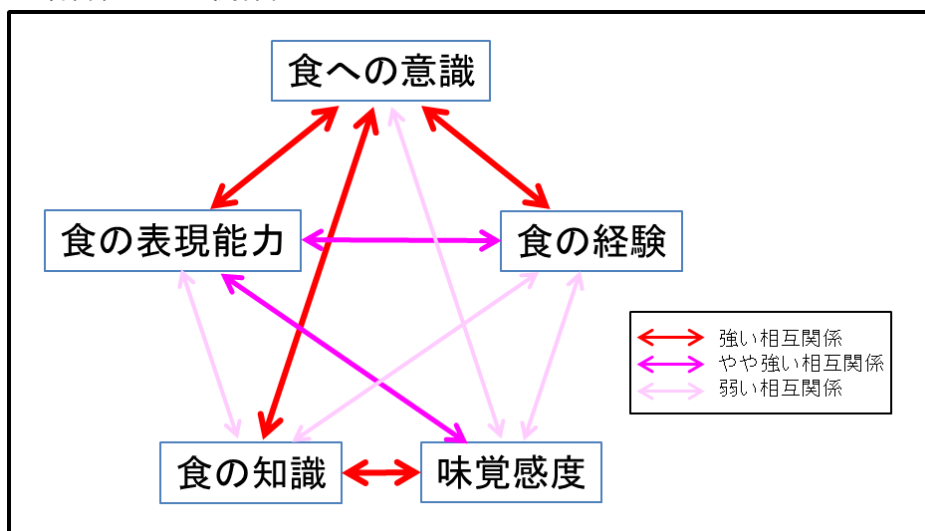 食への意識
食の表現能力
食の経験
強い相互関係
やや強い相互関係
弱い相互関係
食の知識
味覚感度